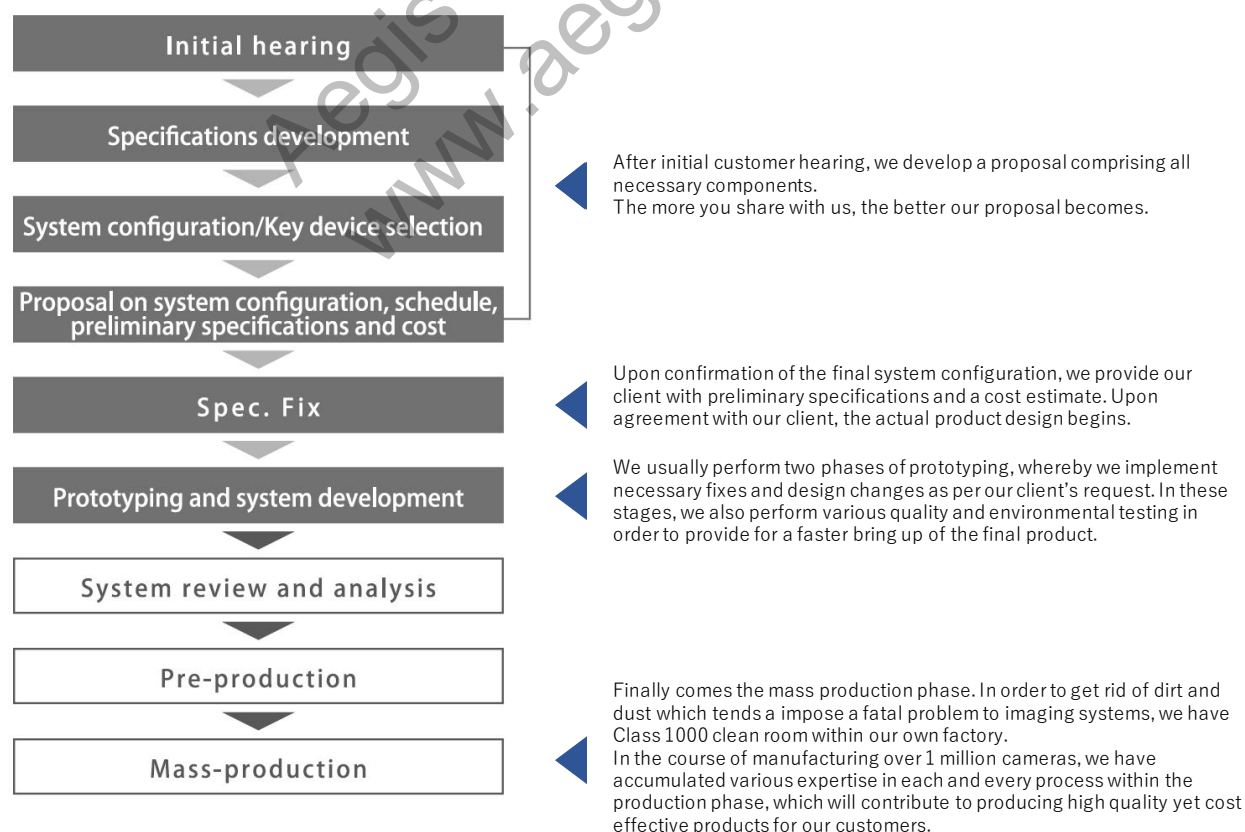 Initial hearing
Specifications development
System configuration/Key device selection
Proposal on system configuration, schedule,
preliminary specifications and cost
Spec. Fix
Prototyping and system development
System review and analysis
Pre-production
Mass-production
After initial customer hearing, we develop a proposal comprising all
necessary components.
The more you share with us, the better our proposal becomes.
Upon confirmation of the final system configuration, we provide our
client with preliminary specifications and a cost estimate. Upon
agreement with our client, the actual product design begins.
We usually perform two phases of prototyping, whereby we implement
necessary fixes and design changes as per our client’s request. In these
stages, we also perform various quality and environmental testing in
order to provide for a faster bring up of the final product.
Finally comes the mass production phase. In order to get rid of dirt and
dust which tends a impose a fatal problem to imaging systems, we have
Class 1000 clean room within our own factory.
In the course of manufacturing over 1 million cameras, we have
accumulated various expertise in each and every process within the
production phase, which will contribute to producing high quality yet cost
effective products for our customers.
Aegis
www.aeg